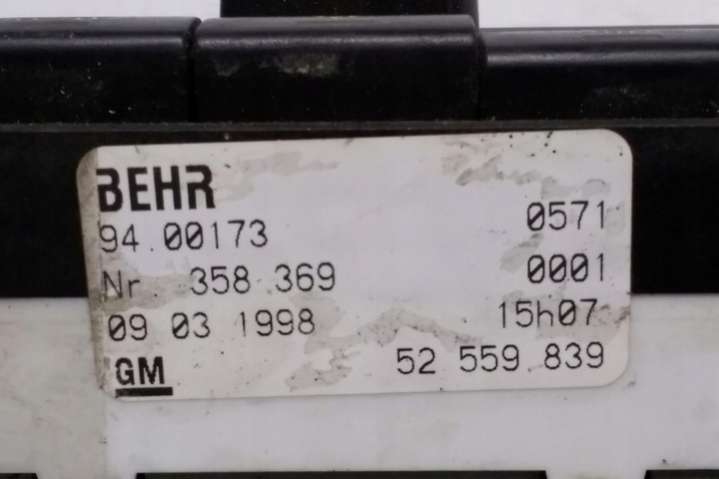 BEHR
94.00173 0571
Nr. 358 369 0001
09 03 1998 15h07
GM 52 559 839